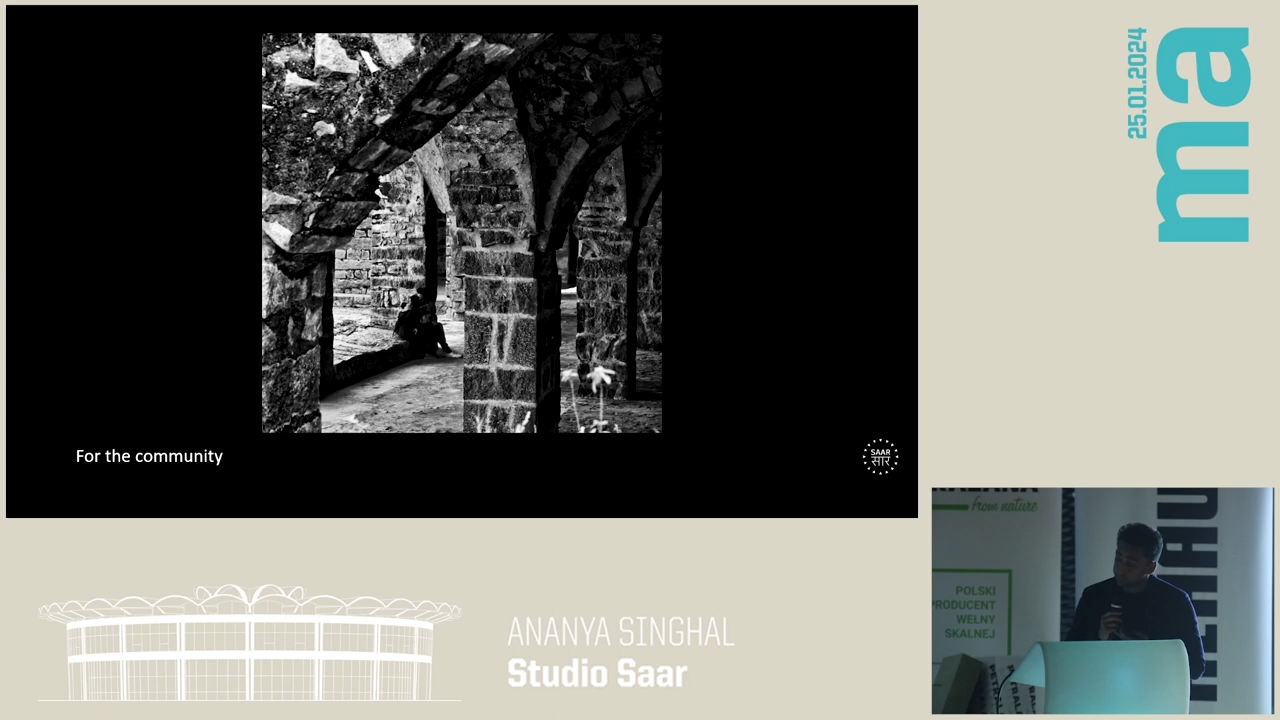 For the community
SAAR
सार
25.01.2024
ma
ANANYA SINGHAL
Studio Saar
from nature
POLSKI
PRODUCENT
WEŁNY
SKALNEJ